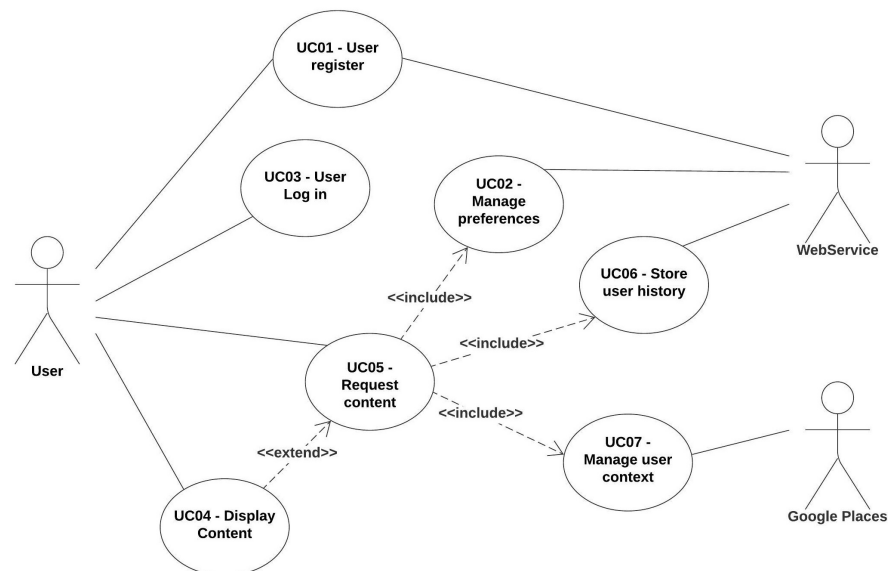 UC01 - User
register
UC03 - User
Log in
UC02 -
Manage
preferences
WebService
UC06 - Store
user history
<<include>>
<<include>>
User
UC05 -
Request
content
<<include>>
<<extend>>
UC07 -
Manage user
context
UC04 - Display
Content
Google Places